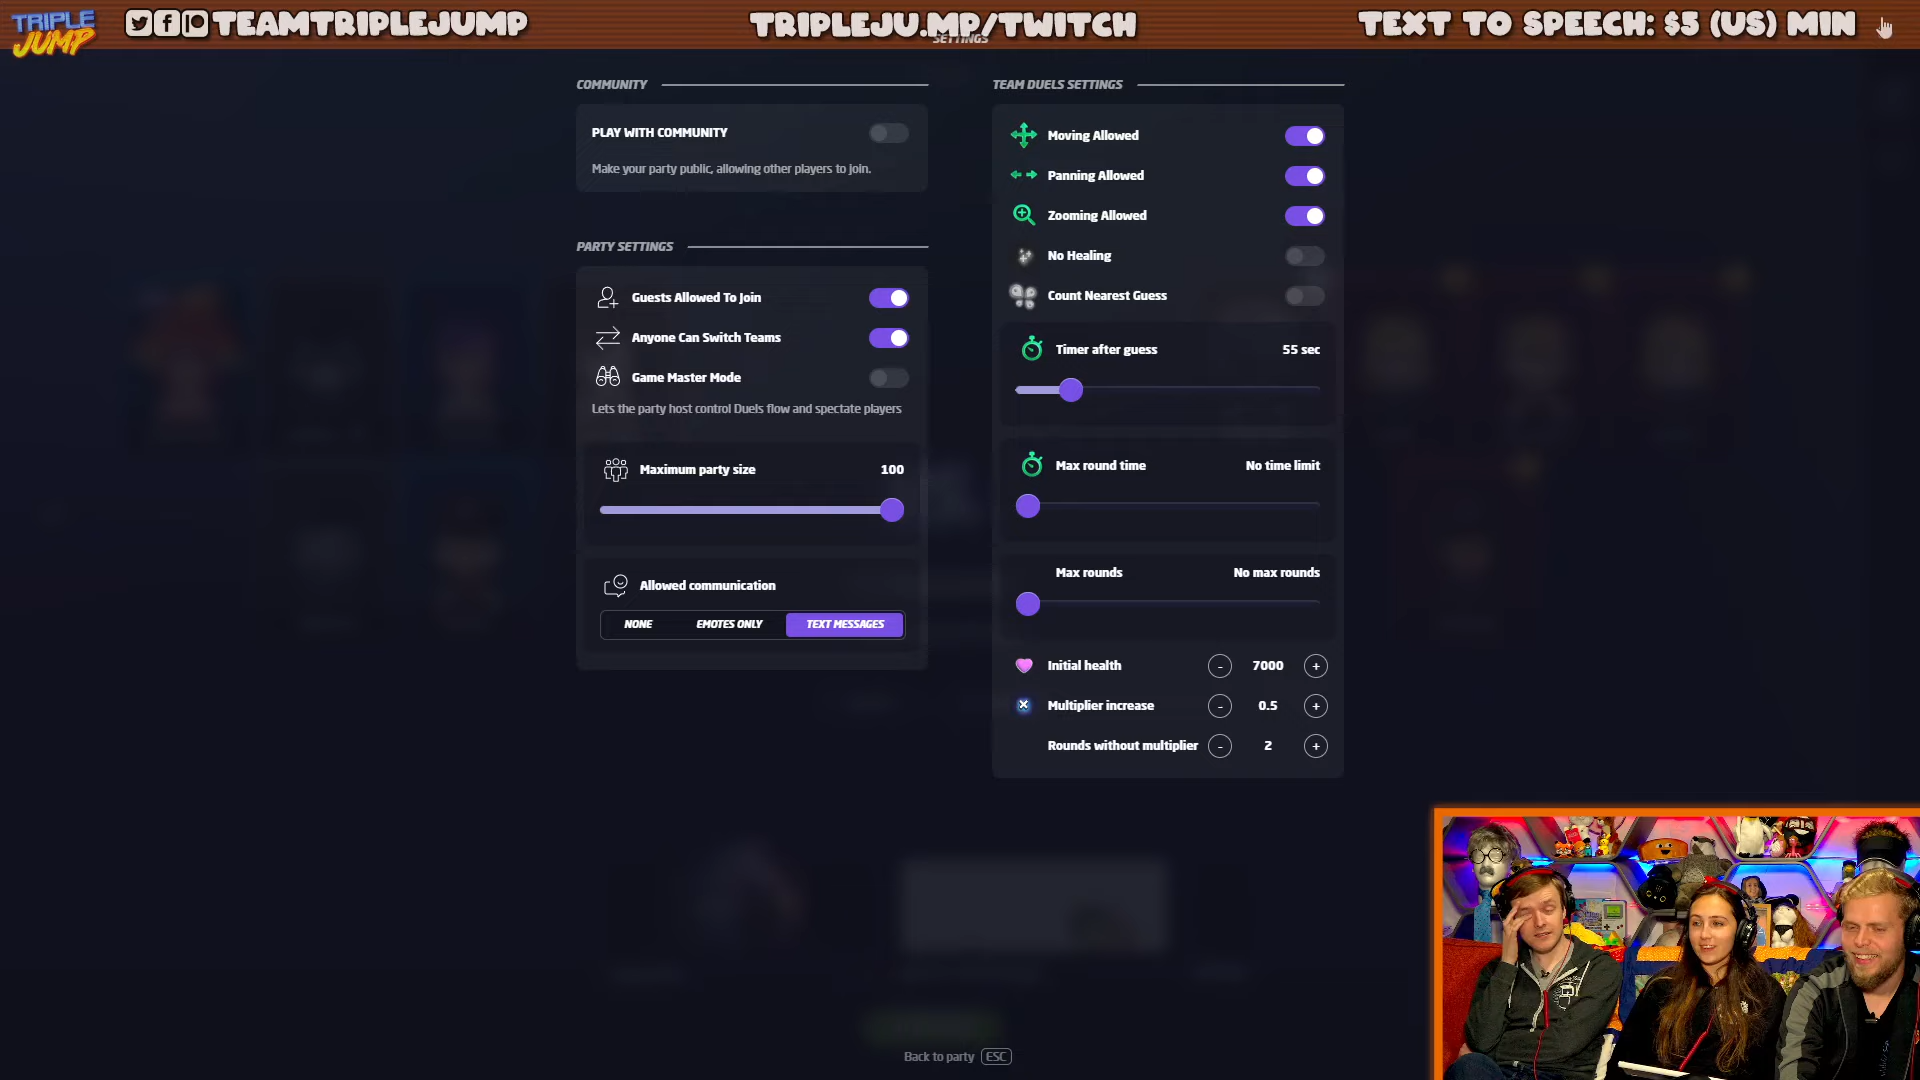 TRIPLE
JUMP
TEAMTRIPLEJUMP
TRIPLEJU.MP/TWITCH
TEXT TO SPEECH: $5 (US) MIN
SETTINGS
COMMUNITY
PLAY WITH COMMUNITY
Make your party public, allowing other players to join.
PARTY SETTINGS
Guests Allowed To Join
Anyone Can Switch Teams
Game Master Mode
Lets the party host control Duels flow and spectate players
Maximum party size 100
Allowed communication
NONE EMOTES ONLY TEXT MESSAGES
TEAM DUELS SETTINGS
Moving Allowed
Panning Allowed
Zooming Allowed
No Healing
Count Nearest Guess
Timer after guess 55 sec
Max round time No time limit
Max rounds No max rounds
Initial health - 7000 +
Multiplier increase - 0.5 +
Rounds without multiplier - 2 +
Back to party ESC